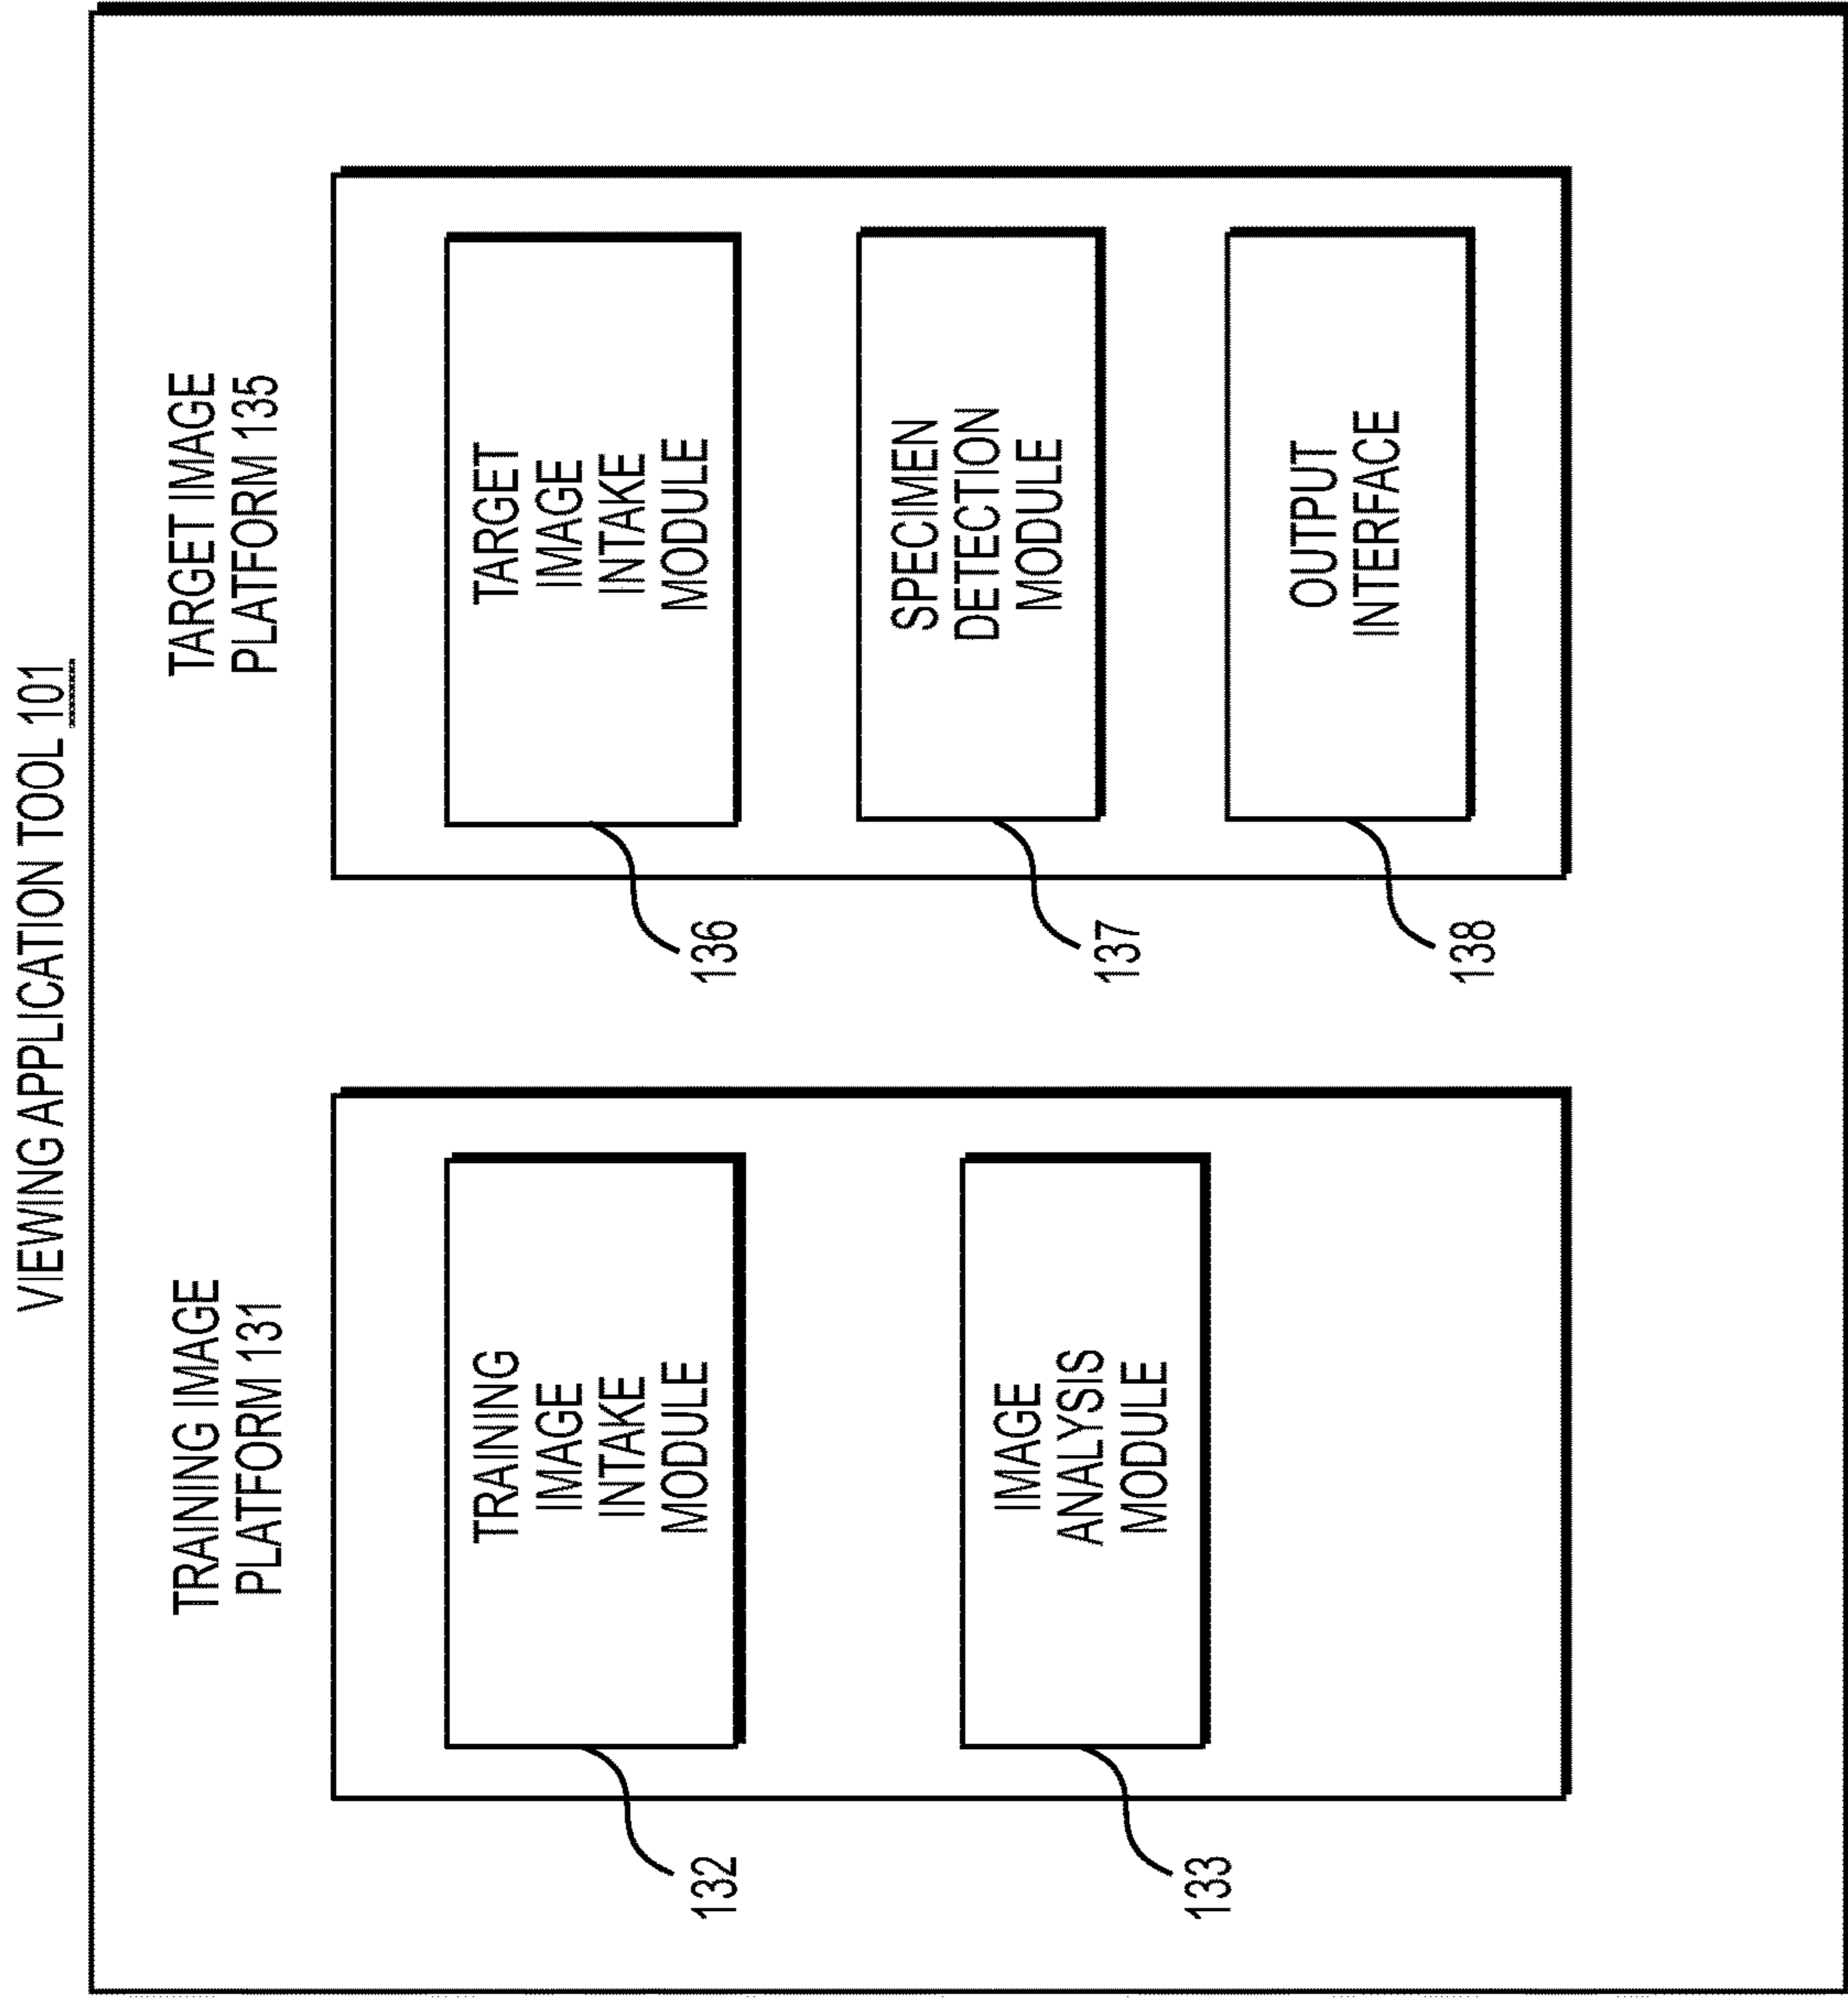 VIEWING APPLICATION TOOL 101
TRAINING IMAGE
PLATFORM 131
TRAINING
IMAGE
INTAKE
MODULE
132
IMAGE
ANALYSIS
MODULE
133
TARGET IMAGE
PLATFORM 135
TARGET
IMAGE
INTAKE
MODULE
136
SPECIMEN
DETECTION
MODULE
137
OUTPUT
INTERFACE
138